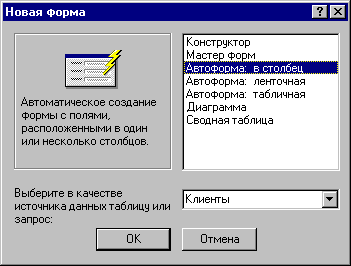 Новая форма
Автоматическое создание
формы с полями,
расположенными в один
или несколько столбцов.
Конструктор
Мастер форм
Автоформа: в столбец
Автоформа: ленточная
Автоформа: табличная
Диаграмма
Сводная таблица
Выберите в качестве
источника данных таблицу или
запрос:
Клиенты
OK
Отмена